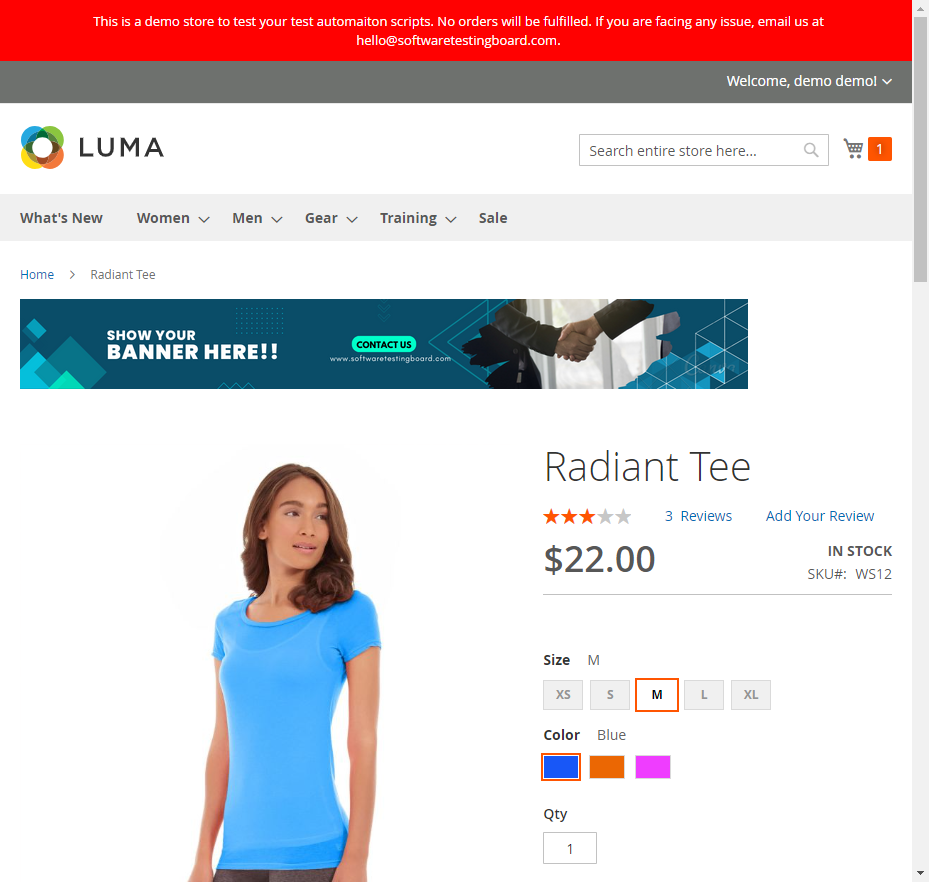 This is a demo store to test your test automaiton scripts. No orders will be fulfilled. If you are facing any issue, email us at
hello@softwaretestingboard.com.
Welcome, demo demo!
LUMA
Search entire store here...
1
What's New Women Men Gear Training Sale
Home > Radiant Tee
SHOW YOUR
BANNER HERE!!
CONTACT US
www.softwaretestingboard.com
Radiant Tee
3 Reviews Add Your Review
$22.00
IN STOCK
SKU#: WS12
Size M
XS S M L XL
Color Blue
Qty
1